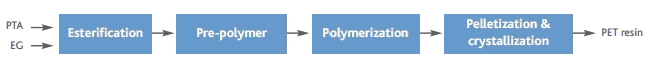 PTA
EG
Esterification
Pre-polymer
Polymerization
Pelletization &
crystallization
PET resin